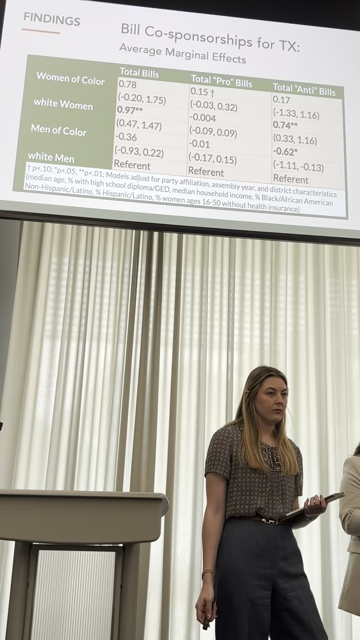 FINDINGS
Bill Co-sponsorships for TX:
Average Marginal Effects
Total Bills Total "Pro" Bills Total "Anti" Bills
Women of Color 0.78 0.15 † 0.17
(-0.20, 1.75) (-0.03, 0.32) (-1.33, 1.16)
white Women 0.97** -0.004 0.74**
(0.47, 1.47) (-0.09, 0.09) (0.33, 1.16)
Men of Color -0.36 -0.01 -0.62*
(-0.93, 0.22) (-0.17, 0.15) (-1.11, -0.13)
white Men Referent Referent Referent
† p<.10; *p<.05; **p<.01; Models adjust for party affiliation, assembly year, and district characteristics
(median age, % with high school diploma/GED, median household income, % Black/African American
Non-Hispanic/Latino, % Hispanic/Latino, % women ages 16-50 without health insurance)